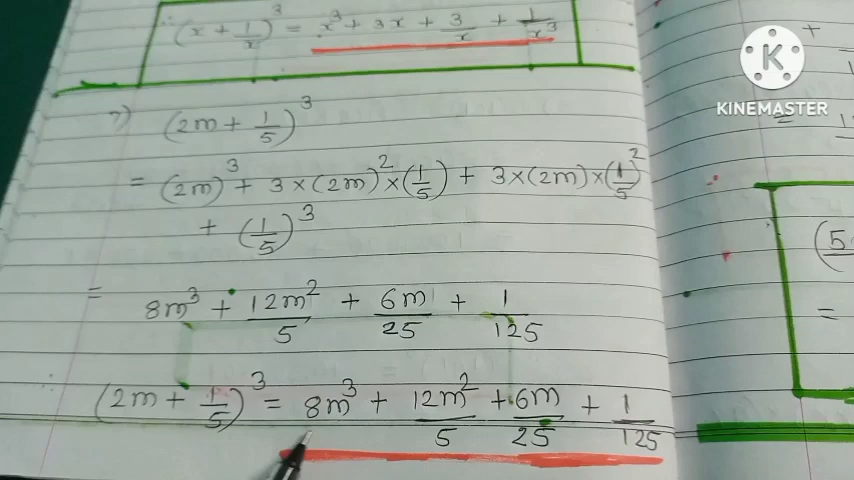 ∴ (x + 1/x)³ = x³ + 3x + 3/x + 1/x³
KINEMASTER
7) (2m + 1/5)³
= (2m)³ + 3×(2m)²×(1/5) + 3×(2m)×(1/5)²
+ (1/5)³
= 8m³ + 12m²/5 + 6m/25 + 1/125
∴ (2m + 1/5)³ = 8m³ + 12m²/5 + 6m/25 + 1/125
+
=
(5
=